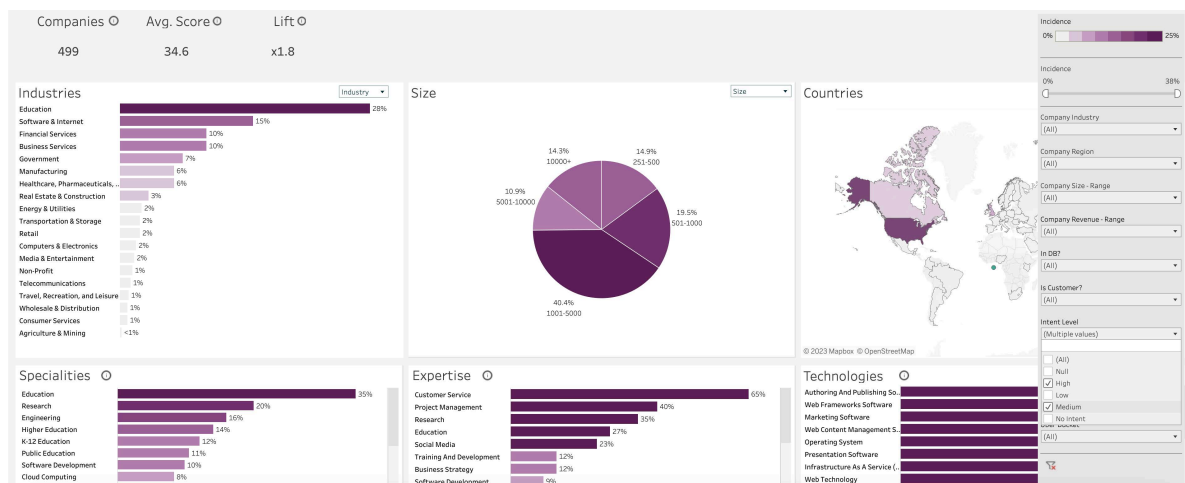 Companies
Avg. Score
Lift
499
34.6
x1.8
Industries
Industry
Education
28%
Software & Internet
15%
Financial Services
10%
Business Services
10%
Government
7%
Manufacturing
6%
Healthcare, Pharmaceuticals, ..
6%
Real Estate & Construction
3%
Energy & Utilities
2%
Transportation & Storage
2%
Retail
2%
Computers & Electronics
2%
Media & Entertainment
2%
Non-Profit
1%
Telecommunications
1%
Travel, Recreation, and Leisure
1%
Wholesale & Distribution
1%
Consumer Services
1%
Agriculture & Mining
<1%
Size
Size
14.3%
10000+
14.9%
251-500
10.9%
5001-10000
19.5%
501-1000
40.4%
1001-5000
Countries
© 2023 Mapbox © OpenStreetMap
Specialities
Education
35%
Research
20%
Engineering
16%
Higher Education
14%
K-12 Education
12%
Public Education
11%
Software Development
10%
Cloud Computing
8%
Expertise
Customer Service
65%
Project Management
40%
Research
35%
Education
27%
Social Media
23%
Training And Development
12%
Business Strategy
12%
Software Development
9%
Technologies
Authoring And Publishing So..
Web Frameworks Software
Marketing Software
Web Content Management S..
Operating System
Presentation Software
Infrastructure As A Service (..
Web Technology
Incidence
0%
25%
Incidence
0%
38%
Company Industry
(All)
Company Region
(All)
Company Size - Range
(All)
Company Revenue - Range
(All)
In DB?
(All)
Is Customer?
(All)
Intent Level
(Multiple values)
(All)
Null
High
Low
Medium
No Intent
(All)